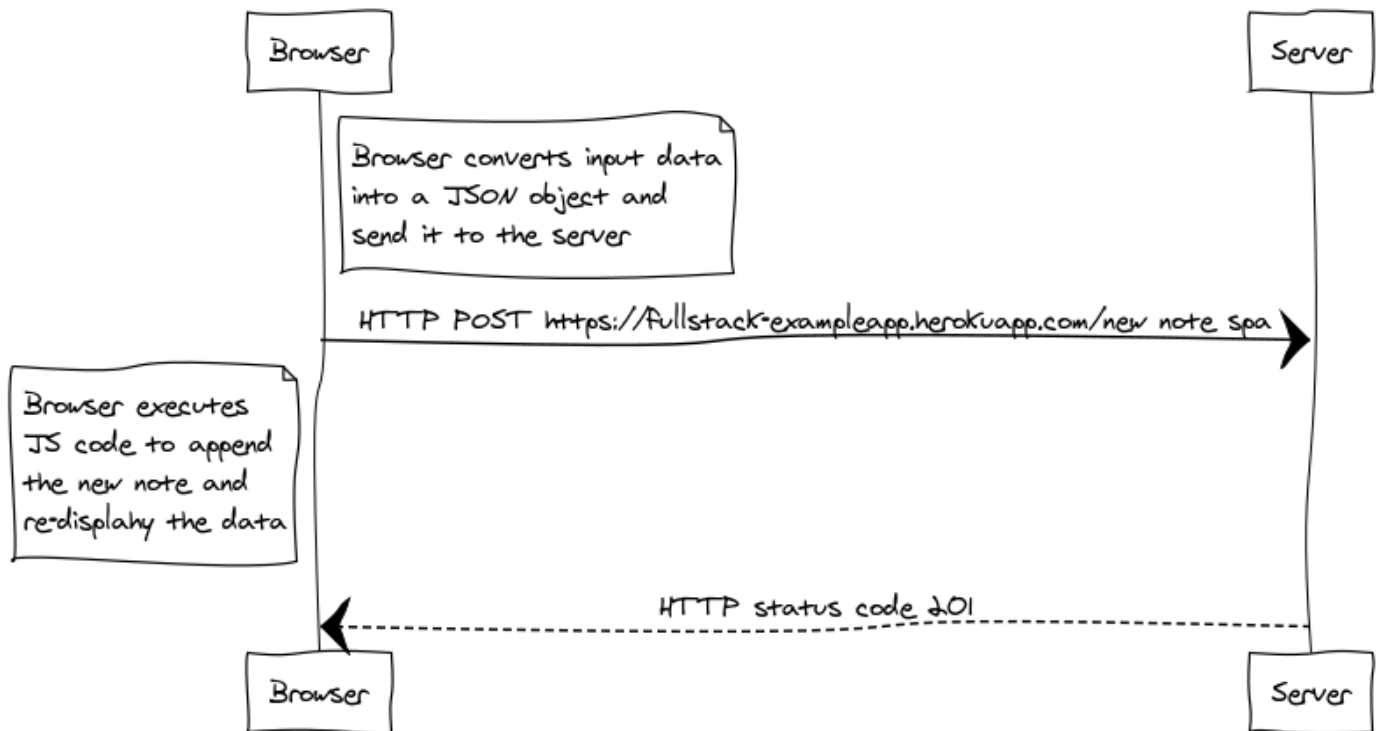 Browser
Server
Browser converts input data
into a JSON object and
send it to the server
HTTP POST https://fullstack-exampleapp.herokuapp.com/new note spa
Browser executes
JS code to append
the new note and
re-displahy the data
HTTP status code 201
Browser
Server